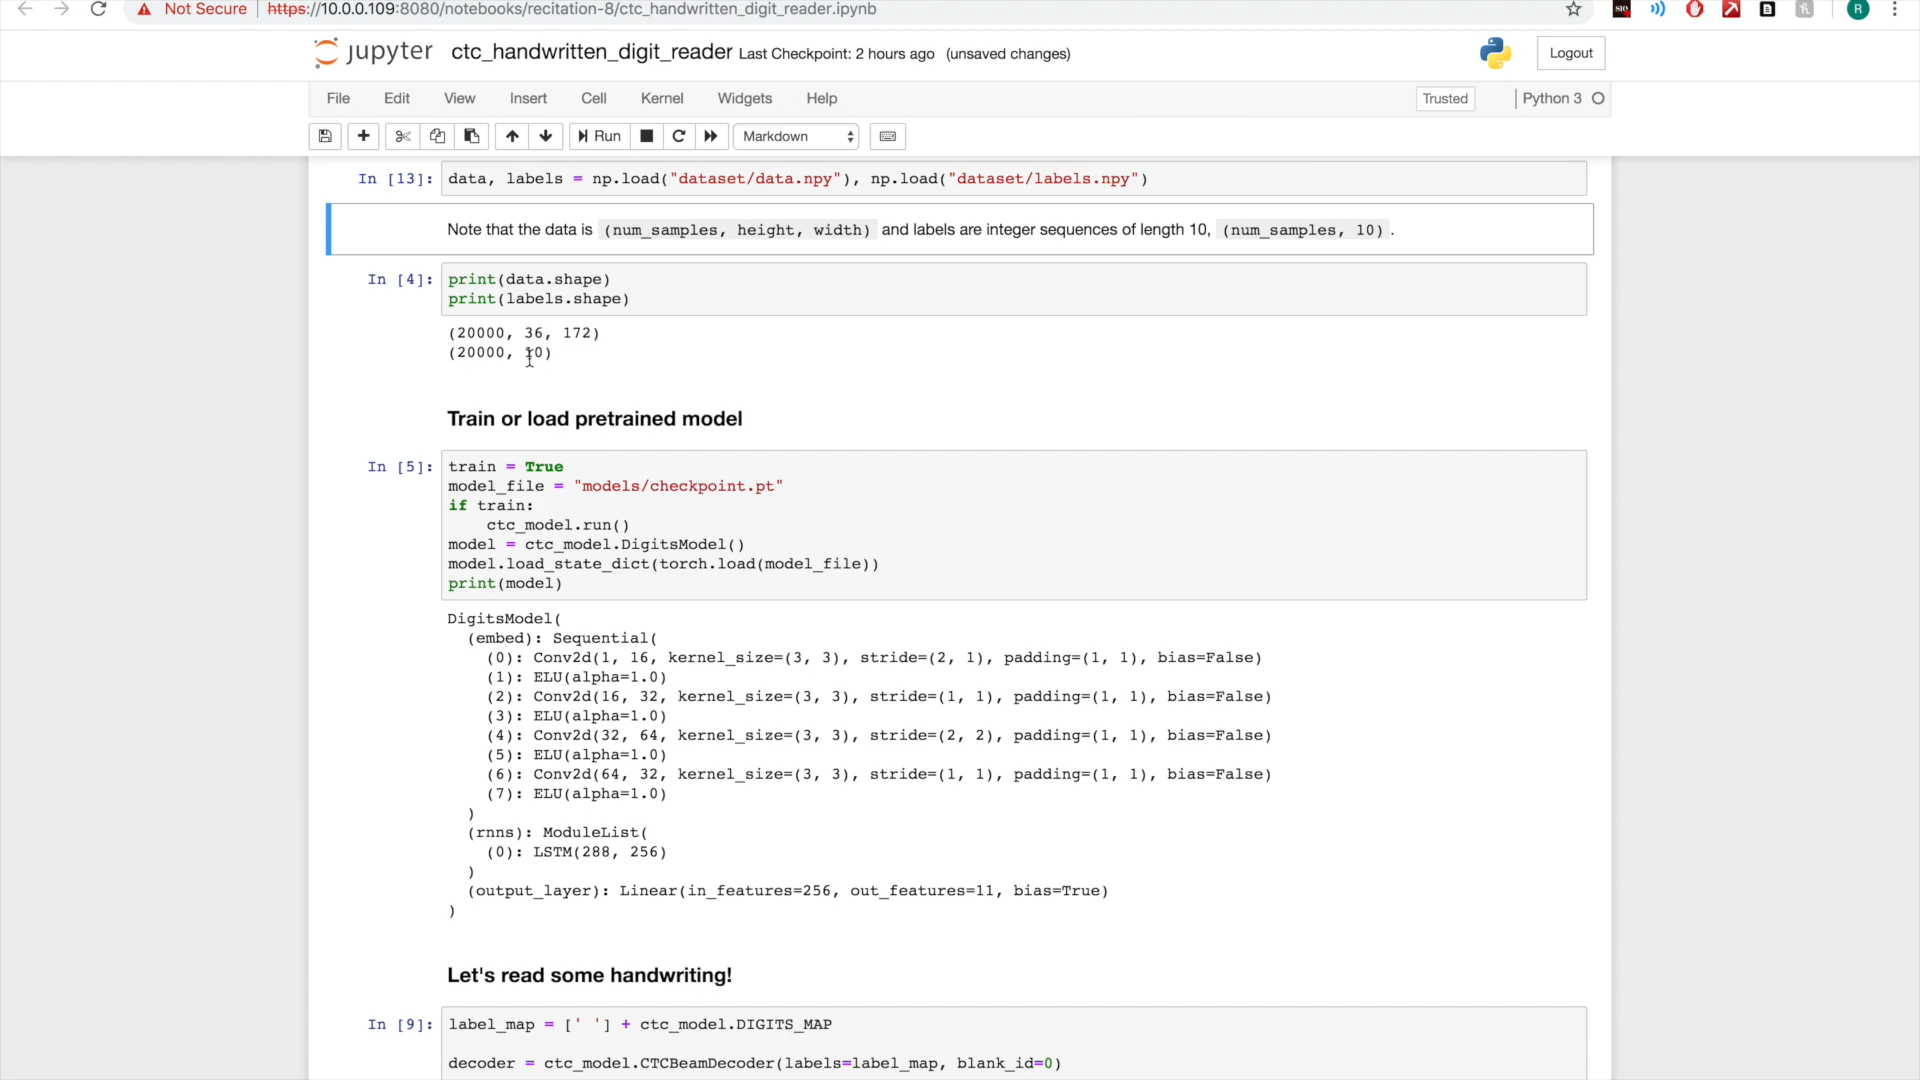 Not Secure | https://10.0.0.109:8080/notebooks/recitation-8/ctc_handwritten_digit_reader.ipynb
R
jupyter ctc_handwritten_digit_reader Last Checkpoint: 2 hours ago (unsaved changes)
Logout
File Edit View Insert Cell Kernel Widgets Help
Trusted | Python 3
Run Markdown
In [13]: data, labels = np.load("dataset/data.npy"), np.load("dataset/labels.npy")
Note that the data is (num_samples, height, width) and labels are integer sequences of length 10, (num_samples, 10).
In [4]: print(data.shape)
print(labels.shape)
(20000, 36, 172)
(20000, 10)
Train or load pretrained model
In [5]: train = True
model_file = "models/checkpoint.pt"
if train:
    ctc_model.run()
model = ctc_model.DigitsModel()
model.load_state_dict(torch.load(model_file))
print(model)
DigitsModel(
  (embed): Sequential(
    (0): Conv2d(1, 16, kernel_size=(3, 3), stride=(2, 1), padding=(1, 1), bias=False)
    (1): ELU(alpha=1.0)
    (2): Conv2d(16, 32, kernel_size=(3, 3), stride=(1, 1), padding=(1, 1), bias=False)
    (3): ELU(alpha=1.0)
    (4): Conv2d(32, 64, kernel_size=(3, 3), stride=(2, 2), padding=(1, 1), bias=False)
    (5): ELU(alpha=1.0)
    (6): Conv2d(64, 32, kernel_size=(3, 3), stride=(1, 1), padding=(1, 1), bias=False)
    (7): ELU(alpha=1.0)
  )
  (rnns): ModuleList(
    (0): LSTM(288, 256)
  )
  (output_layer): Linear(in_features=256, out_features=11, bias=True)
)
Let's read some handwriting!
In [9]: label_map = [' '] + ctc_model.DIGITS_MAP
decoder = ctc_model.CTCBeamDecoder(labels=label_map, blank_id=0)